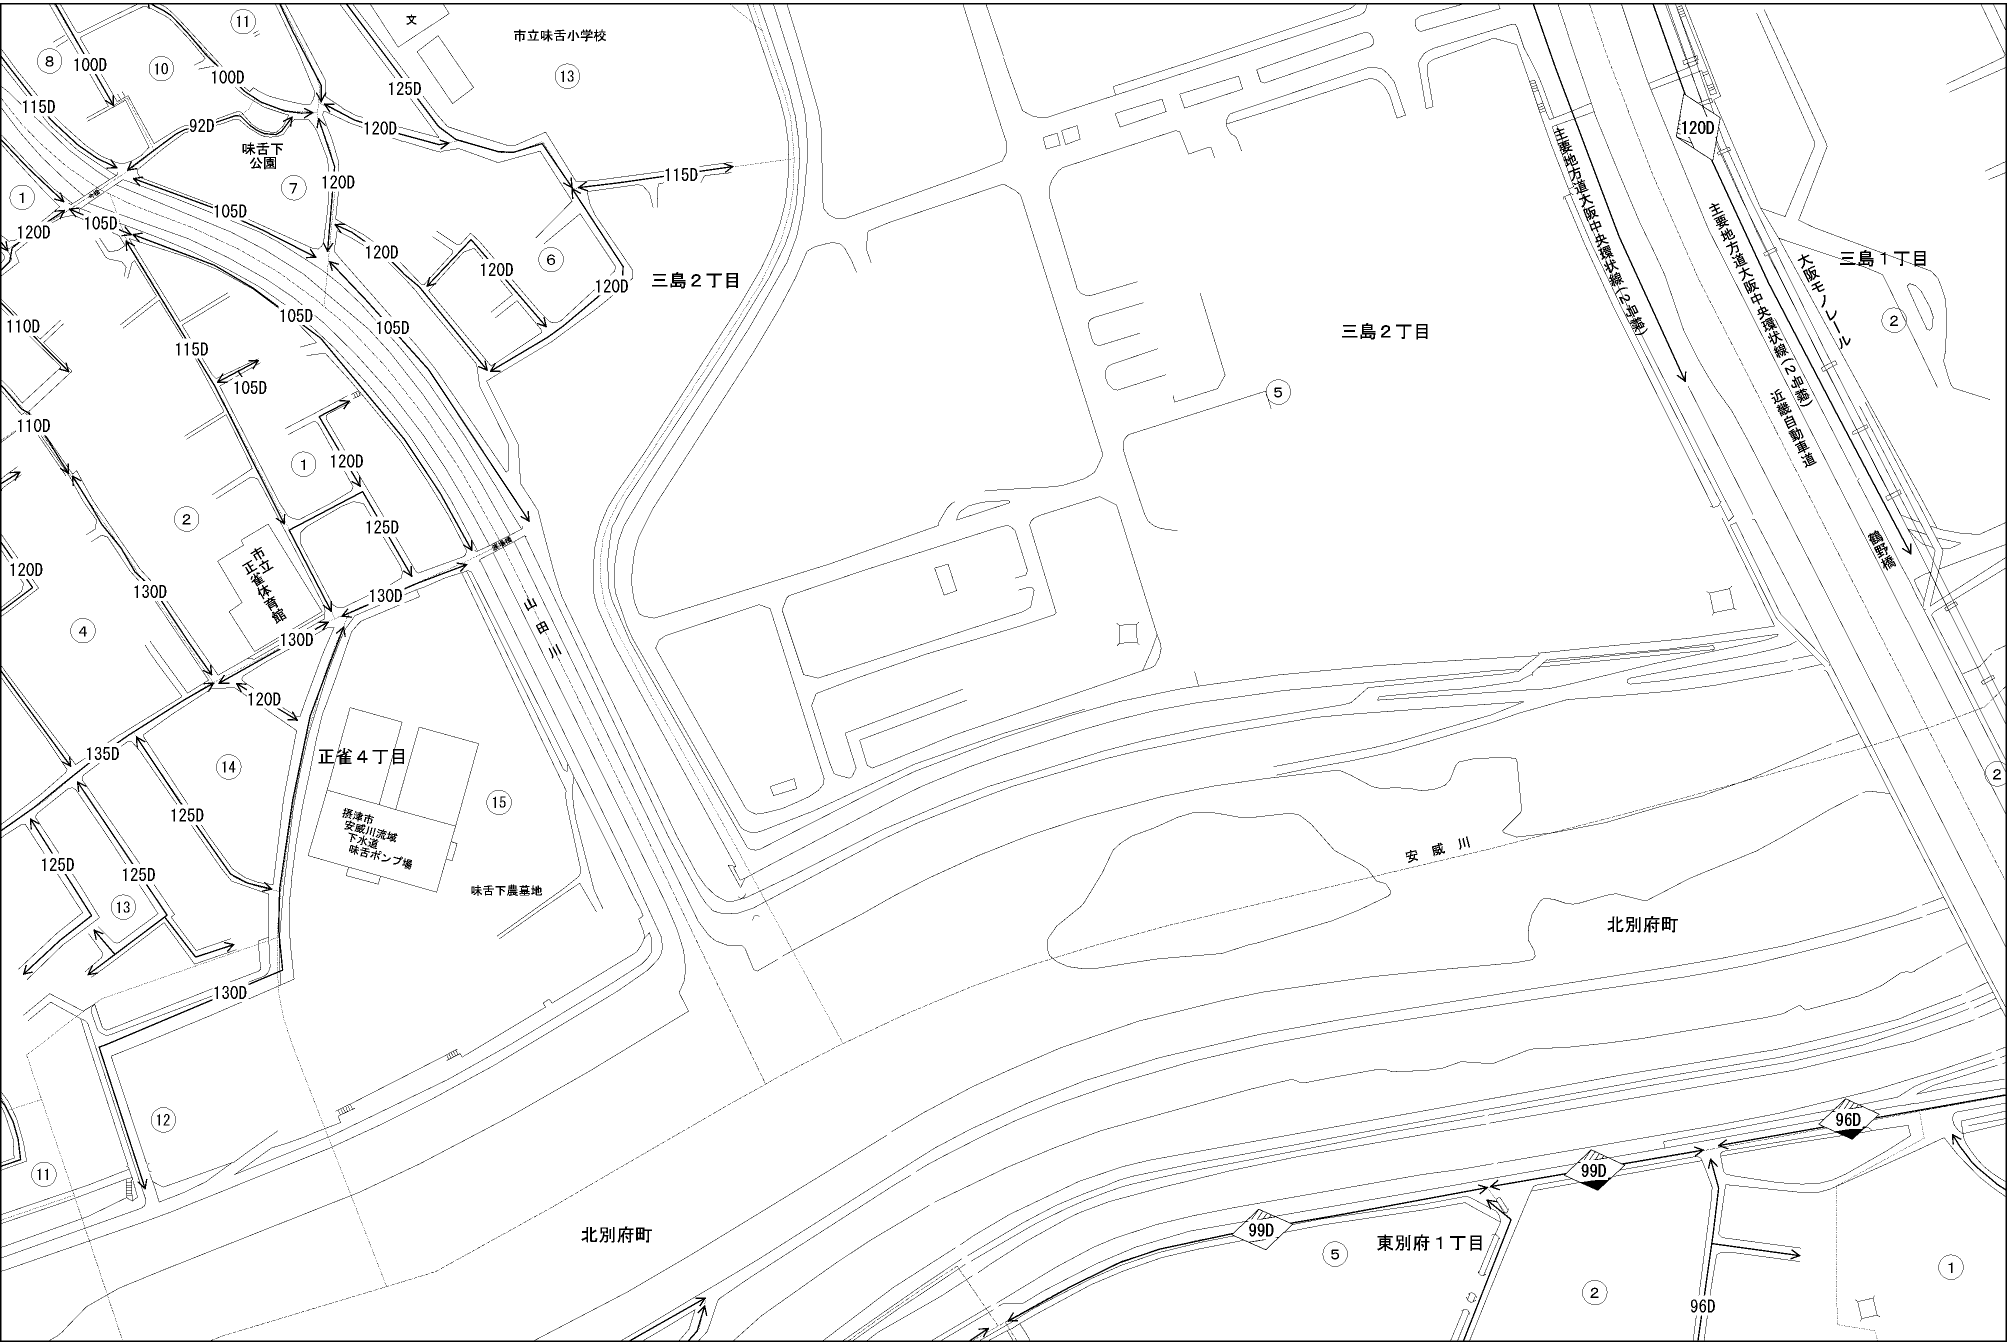 11
文
市立味舌小学校
8
100D
10
100D
13
125D
115D
92D
120D
120D
味舌下
公園
7
120D
115D
1
105D
105D
120D
120D
6
120D
120D
三島２丁目
105D
105D
110D
115D
105D
110D
1
120D
2
125D
市立
正雀体育館
120D
130D
130D
130D
4
山田川
120D
135D
14
正雀４丁目
15
125D
摂津市
安威川流域
下水道
味舌ポンプ場
125D
125D
13
味舌下農墓地
130D
12
11
三島２丁目
5
主要地方道大阪中央環状線(２号線)
120D
主要地方道大阪中央環状線(２号線)
大阪モノレール
近畿自動車道
三島１丁目
2
鶴野橋
2
安威川
北別府町
北別府町
96D
99D
99D
5
東別府１丁目
2
96D
1